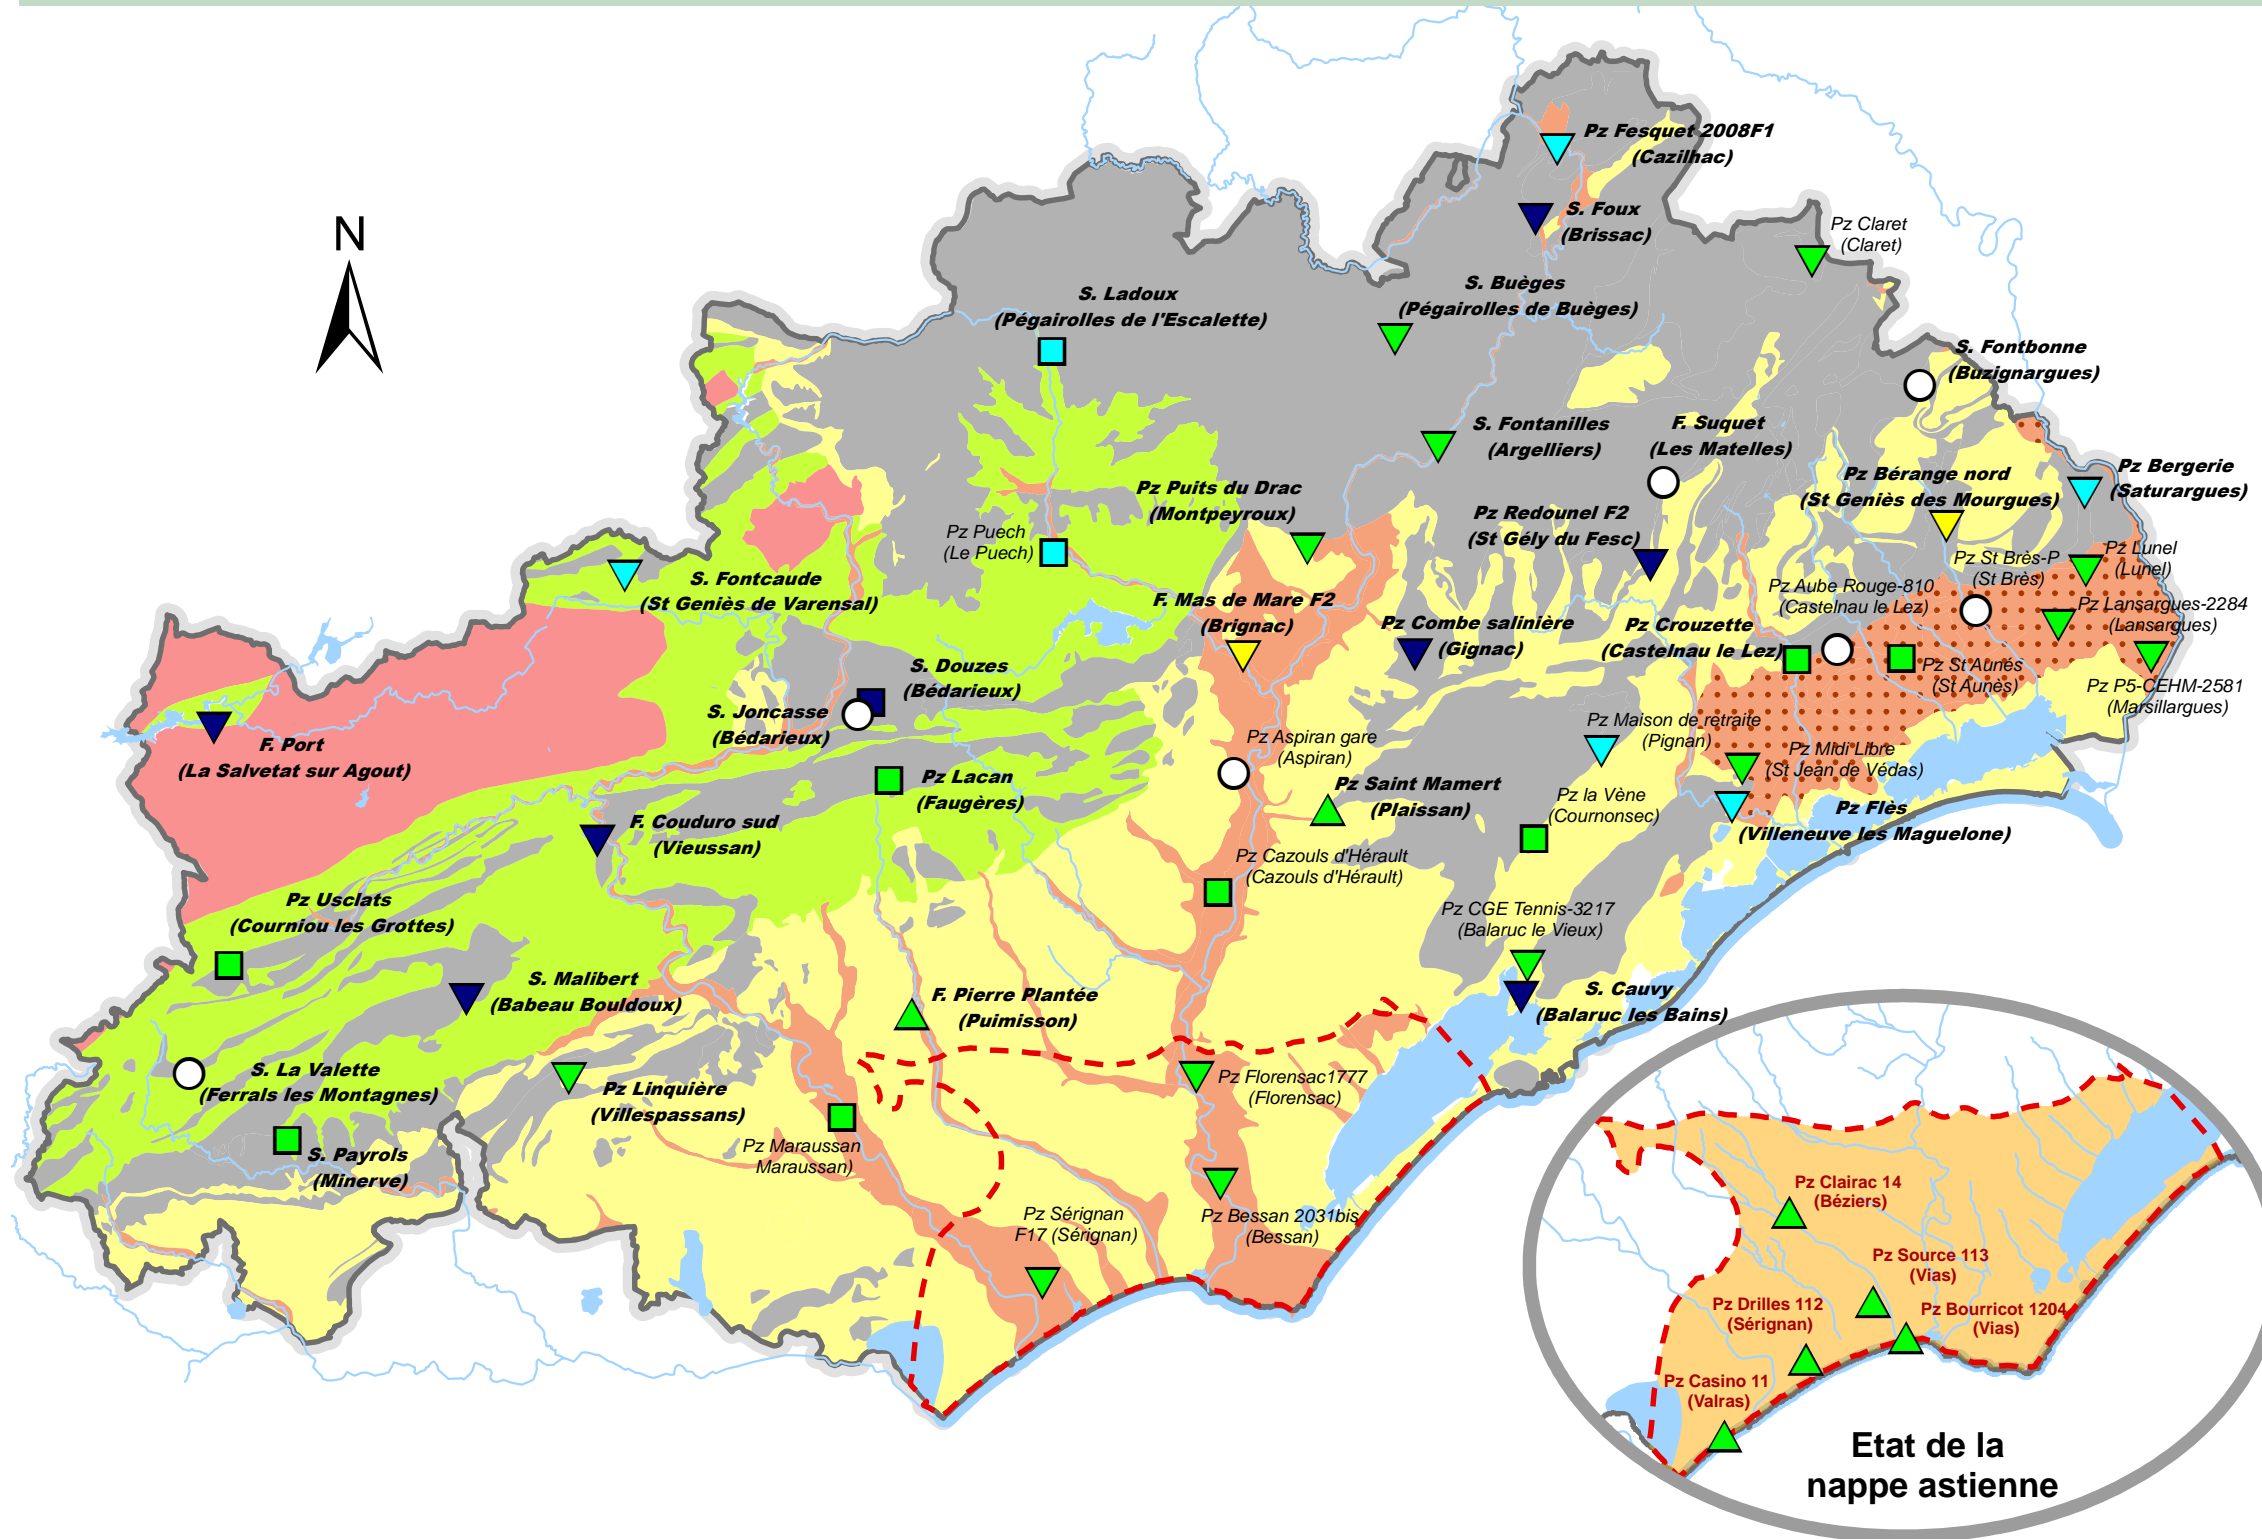 N
Pz Fesquet 2008F1
(Cazilhac)
S. Foux
(Brissac)
Pz Claret
(Claret)
S. Buèges
(Pégairolles de Buèges)
S. Ladoux
(Pégairolles de l'Escalette)
S. Fontbonne
(Buzignargues)
S. Fontanilles
(Argelliers)
F. Suquet
(Les Matelles)
Pz Bérange nord
(St Geniès des Mourgues)
Pz Bergerie
(Saturargues)
Pz Puits du Drac
(Montpeyroux)
Pz Redounel F2
(St Gély du Fesc)
Pz Puech
(Le Puech)
Pz St Brès-P
(St Brès)
Pz Lunel
(Lunel)
S. Fontcaude
(St Geniès de Varensal)
Pz Aube Rouge-810
(Castelnau le Lez)
F. Mas de Mare F2
(Brignac)
Pz Lansargues-2284
(Lansargues)
Pz Combe salinière
(Gignac)
Pz Crouzette
(Castelnau le Lez)
S. Douzes
(Bédarieux)
Pz St Aunés
(St Aunès)
Pz P5-CEHM-2581
(Marsillargues)
S. Joncasse
(Bédarieux)
Pz Maison de retraite
(Pignan)
F. Port
(La Salvetat sur Agout)
Pz Aspiran gare
(Aspiran)
Pz Midi Libre
(St Jean de Védas)
Pz Lacan
(Faugères)
Pz Saint Mamert
(Plaissan)
Pz la Vène
(Cournonsec)
Pz Flès
(Villeneuve les Maguelone)
F. Couduro sud
(Vieussan)
Pz Cazouls d'Hérault
(Cazouls d'Hérault)
Pz Usclats
(Courniou les Grottes)
Pz CGE Tennis-3217
(Balaruc le Vieux)
S. Malibert
(Babeau Bouldoux)
F. Pierre Plantée
(Puimisson)
S. Cauvy
(Balaruc les Bains)
S. La Valette
(Ferrals les Montagnes)
Pz Linquière
(Villespassans)
Pz Florensac1777
(Florensac)
S. Payrols
(Minerve)
Pz Maraussan
Maraussan)
Pz Sérignan
F17 (Sérignan)
Pz Bessan 2031bis
(Bessan)
Pz Clairac 14
(Béziers)
Pz Source 113
(Vias)
Pz Drilles 112
(Sérignan)
Pz Bourricot 1204
(Vias)
Pz Casino 11
(Valras)
Etat de la
nappe astienne